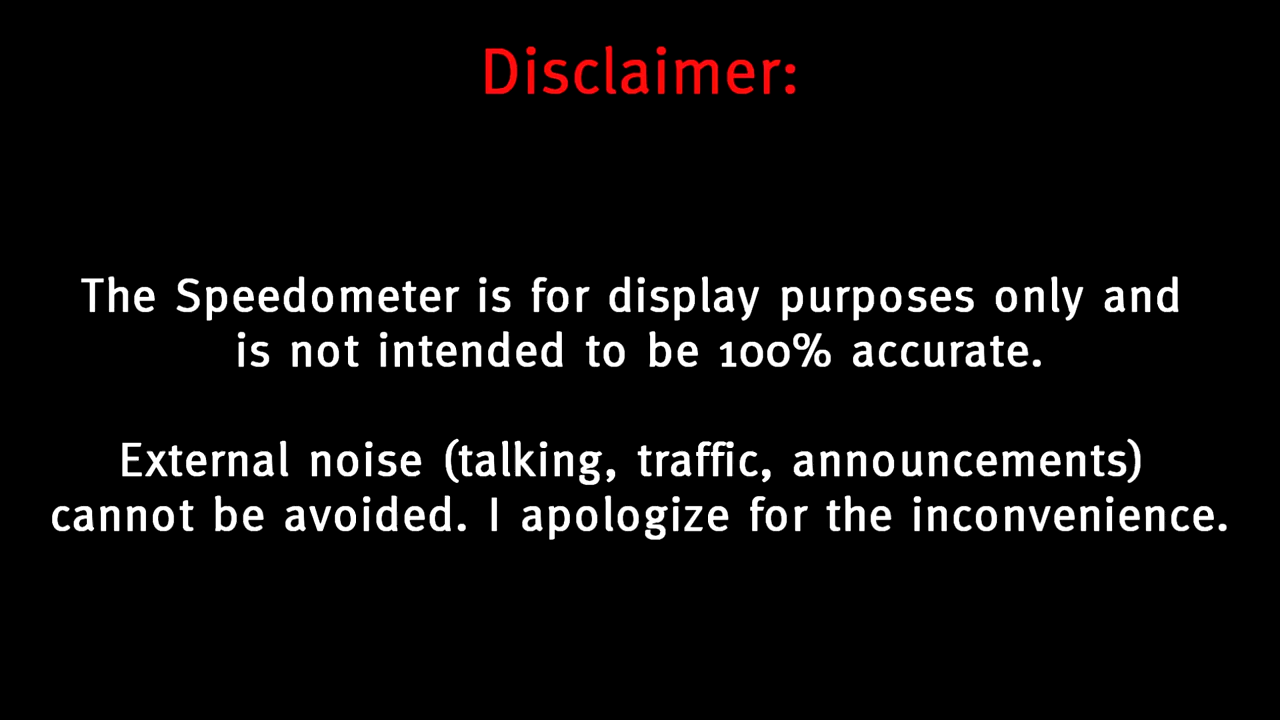 Disclaimer:
The Speedometer is for display purposes only and
is not intended to be 100% accurate.
External noise (talking, traffic, announcements)
cannot be avoided. I apologize for the inconvenience.